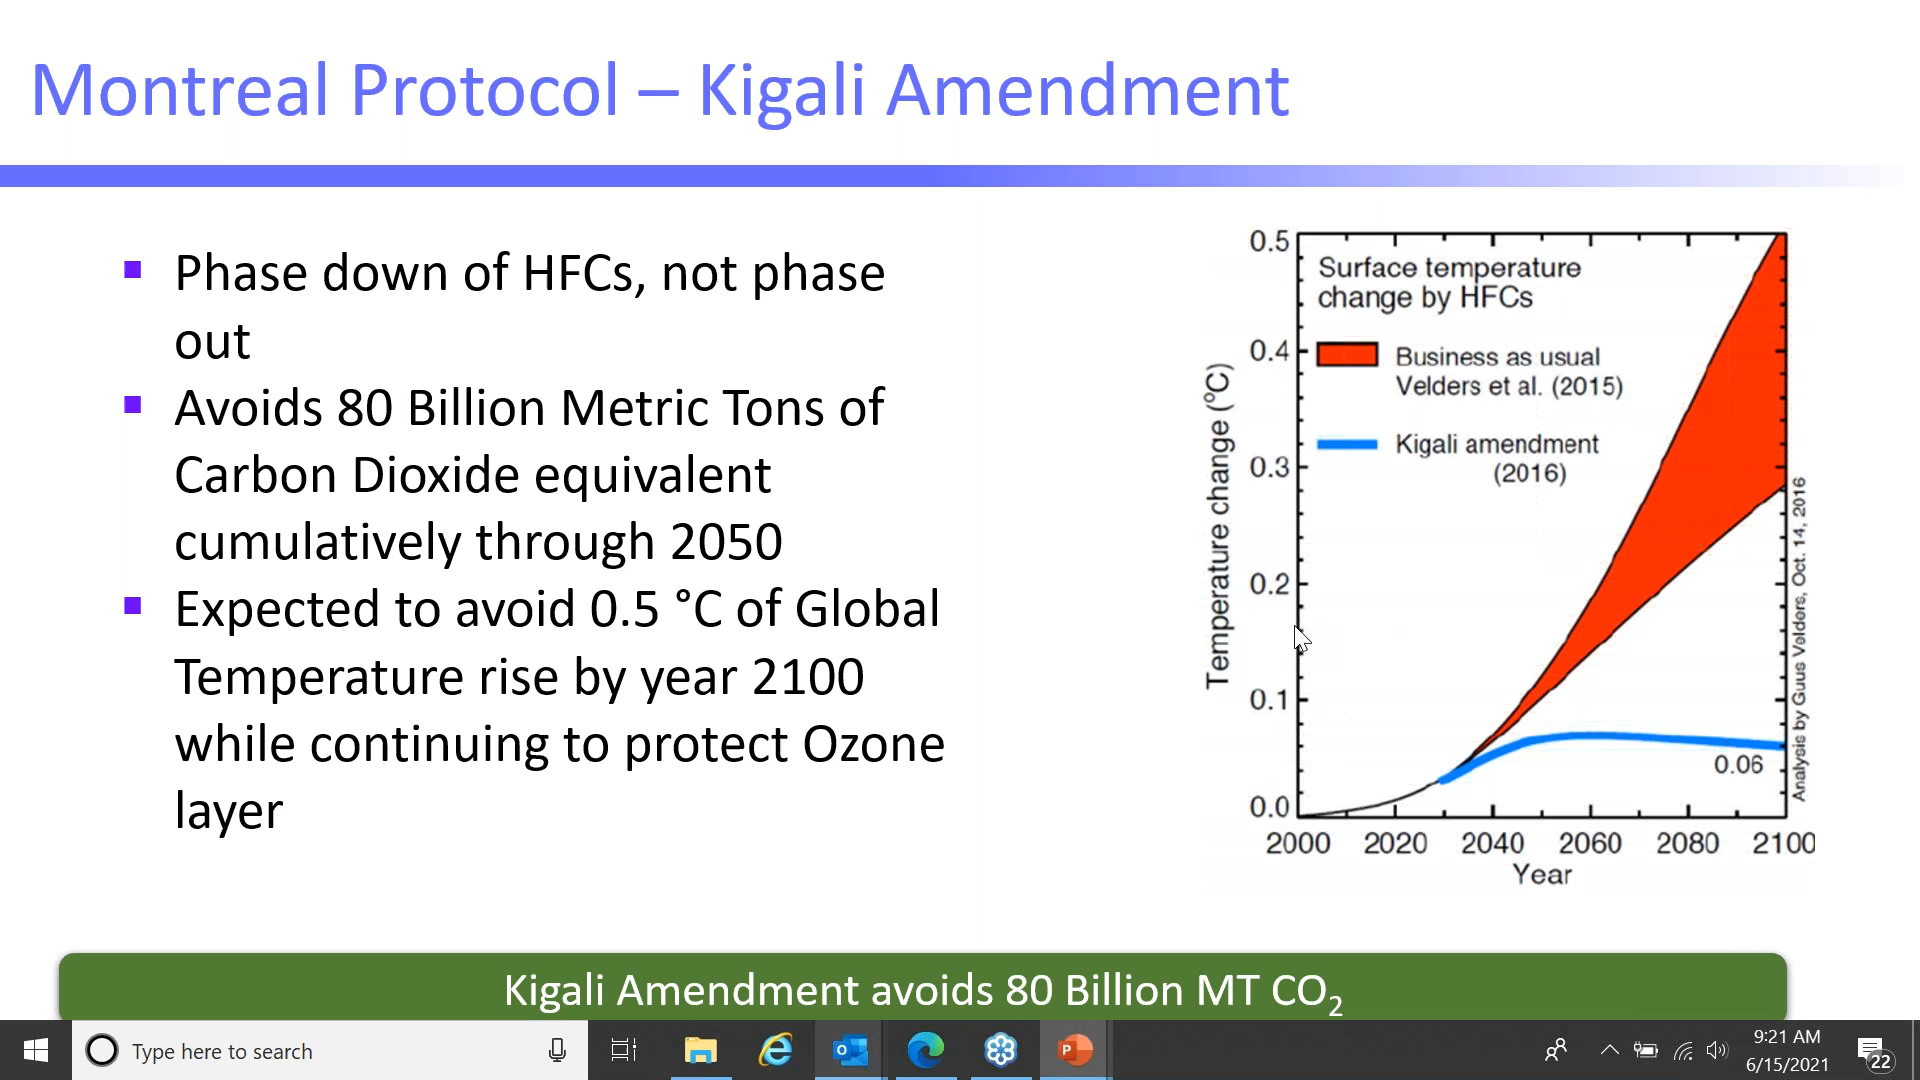 Montreal Protocol – Kigali Amendment
Phase down of HFCs, not phase
out
Avoids 80 Billion Metric Tons of
Carbon Dioxide equivalent
cumulatively through 2050
Expected to avoid 0.5 °C of Global
Temperature rise by year 2100
while continuing to protect Ozone
layer
Surface temperature
change by HFCs
Business as usual
Velders et al. (2015)
Kigali amendment
(2016)
Temperature change (°C)
0.5
0.4
0.3
0.2
0.1
0.0
0.06
2000 2020 2040 2060 2080 2100
Year
Analysis by Guus Velders, Oct. 14, 2016
Kigali Amendment avoids 80 Billion MT CO₂
Type here to search
9:21 AM
6/15/2021
22